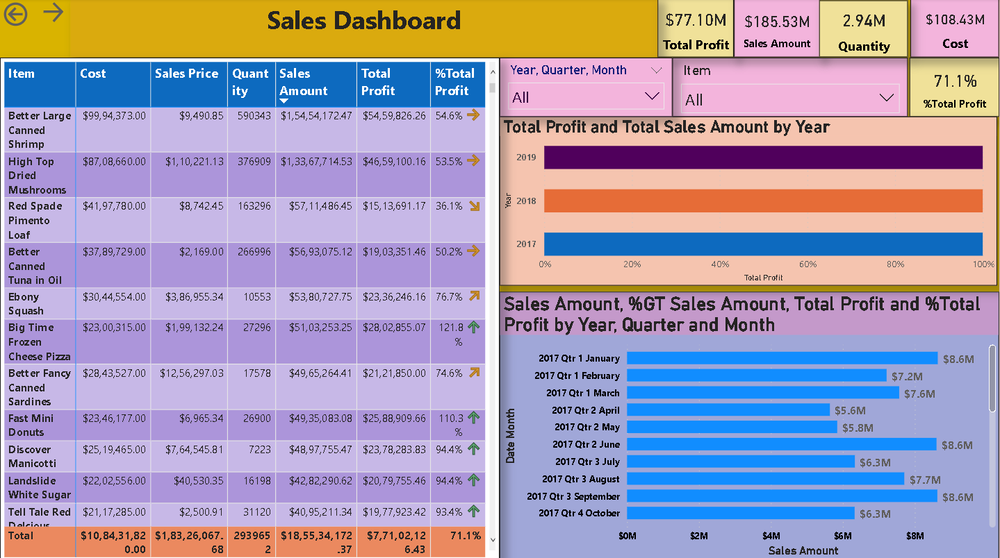 Sales Dashboard
$77.10M
Total Profit
$185.53M
Sales Amount
2.94M
Quantity
$108.43M
Cost
Item Cost Sales Price Quant Sales Total %Total
ity Amount Profit Profit
Better Large $99,94,373.00 $9,490.85 590343 $1,54,54,172.47 $54,59,826.26 54.6%
Canned
Shrimp
High Top $87,08,660.00 $1,10,221.13 376909 $1,33,67,714.53 $46,59,100.16 53.5%
Dried
Mushrooms
Red Spade $41,97,780.00 $8,742.45 163296 $57,11,486.45 $15,13,691.17 36.1%
Pimento
Loaf
Better $37,89,729.00 $2,169.00 266996 $56,93,075.12 $19,03,351.46 50.2%
Canned
Tuna in Oil
Ebony $30,44,554.00 $3,86,955.34 10553 $53,80,727.75 $23,36,246.16 76.7%
Squash
Big Time $23,00,315.00 $1,99,132.24 27296 $51,03,253.25 $28,02,855.07 121.8
Frozen %
Cheese Pizza
Better Fancy $28,43,527.00 $12,56,297.03 17578 $49,65,264.41 $21,21,850.00 74.6%
Canned
Sardines
Fast Mini $23,46,177.00 $6,965.34 26900 $49,35,083.08 $25,88,909.66 110.3
Donuts %
Discover $25,19,465.00 $7,64,545.81 7223 $48,97,755.47 $23,78,283.83 94.4%
Manicotti
Landslide $22,02,556.00 $40,530.35 16198 $42,82,290.62 $20,79,755.46 94.4%
White Sugar
Tell Tale Red $21,17,285.00 $2,500.91 31120 $40,95,211.34 $19,77,923.42 93.4%
Delcious
Total $10,84,31,82 $1,83,26,067. 293965 $18,55,34,172 $7,71,02,12 71.1%
0.00 68 2 .37 6.43
Year, Quarter, Month
All
Item
All
71.1%
%Total Profit
Total Profit and Total Sales Amount by Year
2019
2018
2017
Year
0% 20% 40% 60% 80% 100%
Total Profit
Sales Amount, %GT Sales Amount, Total Profit and %Total
Profit by Year, Quarter and Month
2017 Qtr 1 January $8.6M
2017 Qtr 1 February $7.2M
2017 Qtr 1 March $7.6M
2017 Qtr 2 April $5.6M
2017 Qtr 2 May $5.8M
2017 Qtr 2 June $8.6M
2017 Qtr 3 July $6.3M
2017 Qtr 3 August $7.7M
2017 Qtr 3 September $8.6M
2017 Qtr 4 October $6.3M
Date Month
$0M $2M $4M $6M $8M
Sales Amount